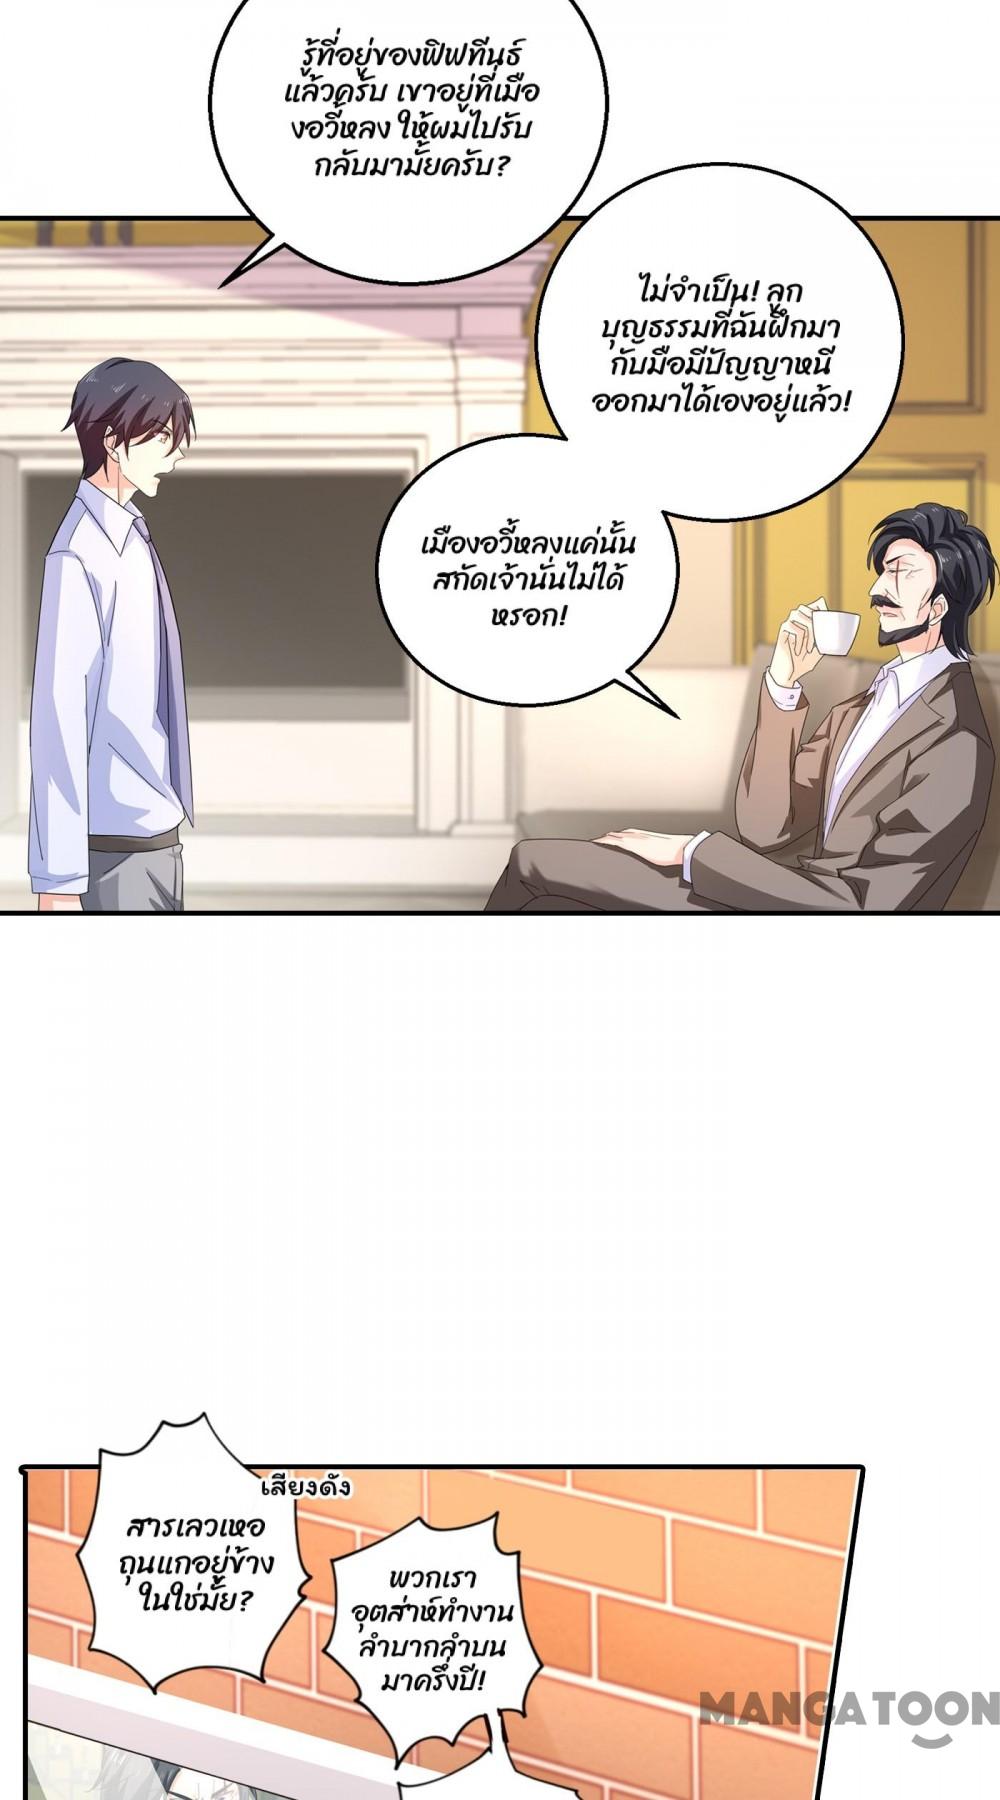 รู้ที่อยู่ของฟิฟทีนธ์
แล้วครับ เขาอยู่ที่เมือ
งอวี้หลง ให้ผมไปรับ
กลับมามั้ยครับ?
ไม่จำเป็น! ลูก
บุญธรรมที่ฉันฝึกมา
กับมือมีปัญญาหนี
ออกมาได้เองอยู่แล้ว!
เมืองอวี้หลงแค่นั้น
สกัดเจ้านั่นไม่ได้
หรอก!
เสียงดัง
สารเลวเหอ
ถุนแกอยู่ข้าง
ในใช่มั้ย?
พวกเรา
อุตส่าห์ทำงาน
ลำบากลำบน
มาครึ่งปี!
MANGATOON